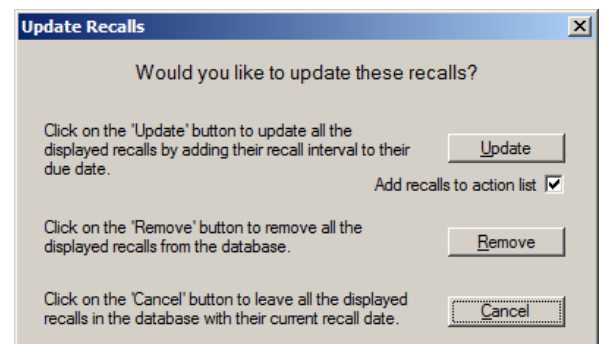 Update Recalls
Would you like to update these recalls?
Click on the 'Update' button to update all the
displayed recalls by adding their recall interval to their
due date.
Update
Add recalls to action list
Click on the 'Remove' button to remove all the
displayed recalls from the database.
Remove
Click on the 'Cancel' button to leave all the displayed
recalls in the database with their current recall date.
Cancel